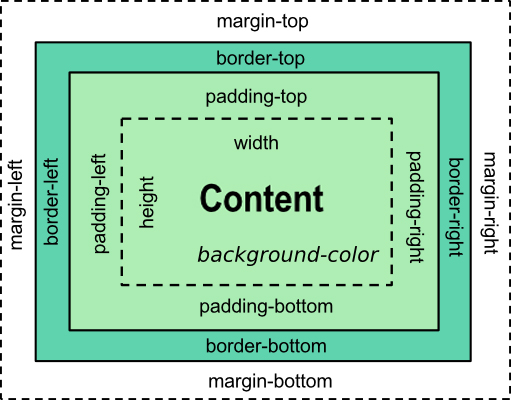 margin-top
border-top
padding-top
margin-left
border-left
padding-left
height
width
Content
background-color
padding-right
border-right
margin-right
padding-bottom
border-bottom
margin-bottom